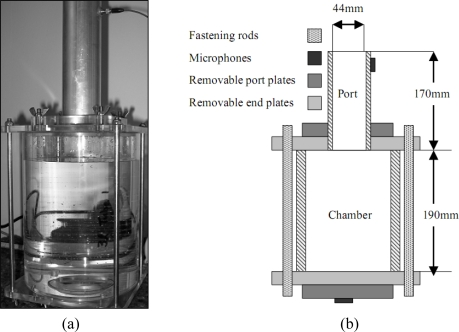 44mm
Fastening rods
Microphones
Removable port plates
Removable end plates
Port
170mm
Chamber
190mm
(a)
(b)